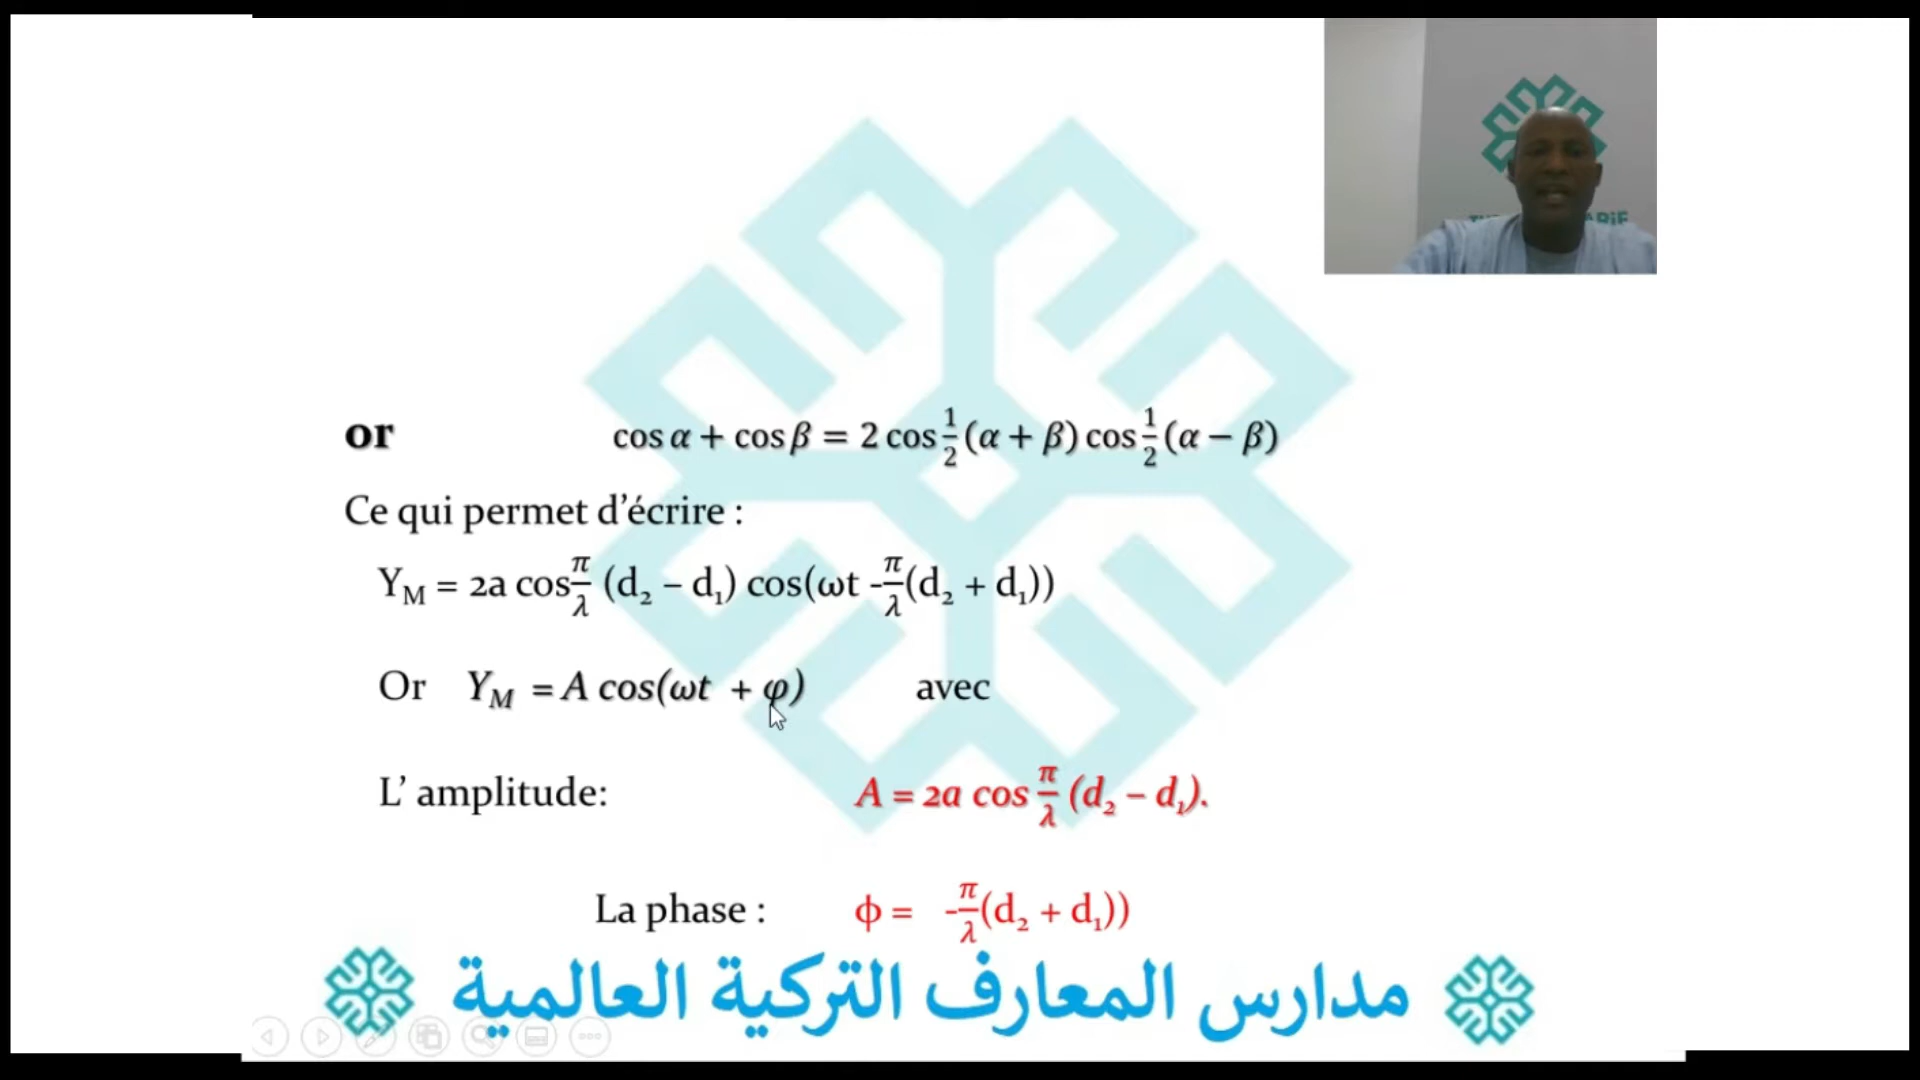 or cos α + cos β = 2 cos 1/2 (α + β) cos 1/2 (α − β)
Ce qui permet d’écrire :
Y_M = 2a cos π/λ (d₂ – d₁) cos(ωt -π/λ(d₂ + d₁))
Or Y_M = A cos(ωt + φ) avec
L’ amplitude: A = 2a cos π/λ (d₂ – d₁).
La phase : ϕ = -π/λ(d₂ + d₁))
مدارس المعارف التركية العالمية